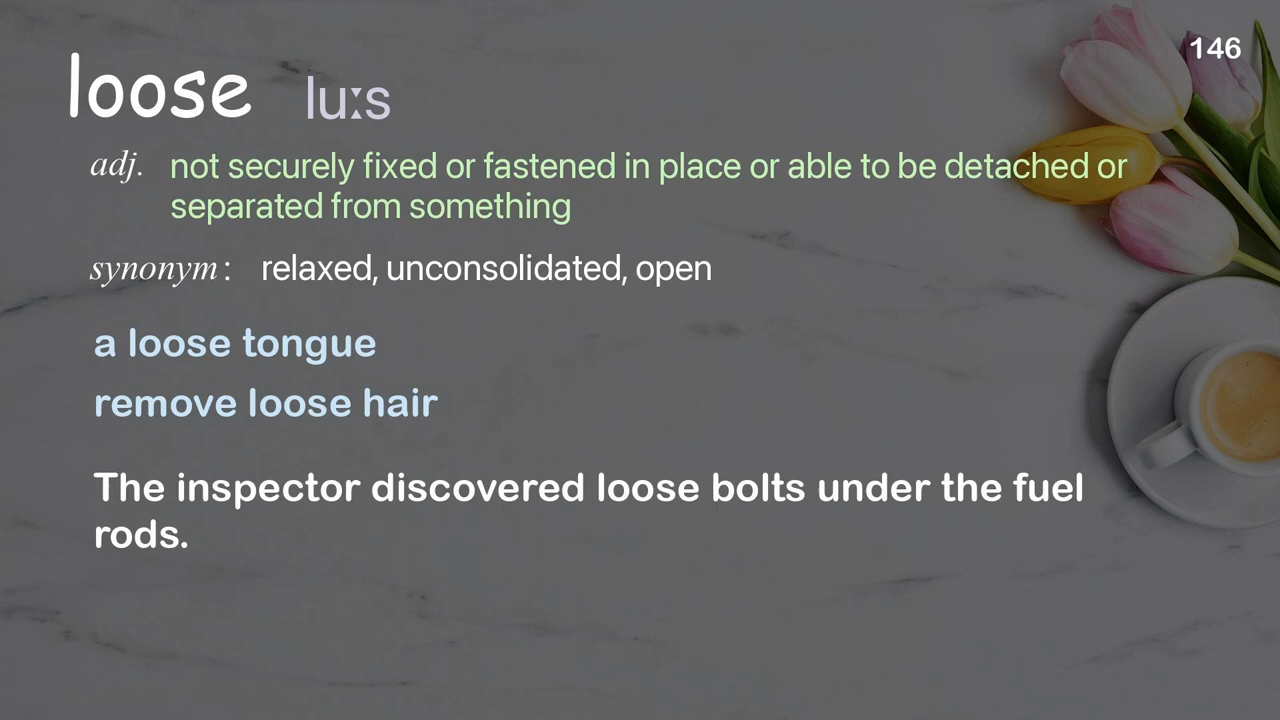 146
loose luːs
adj. not securely fixed or fastened in place or able to be detached or
separated from something
synonym : relaxed, unconsolidated, open
a loose tongue
remove loose hair
The inspector discovered loose bolts under the fuel
rods.